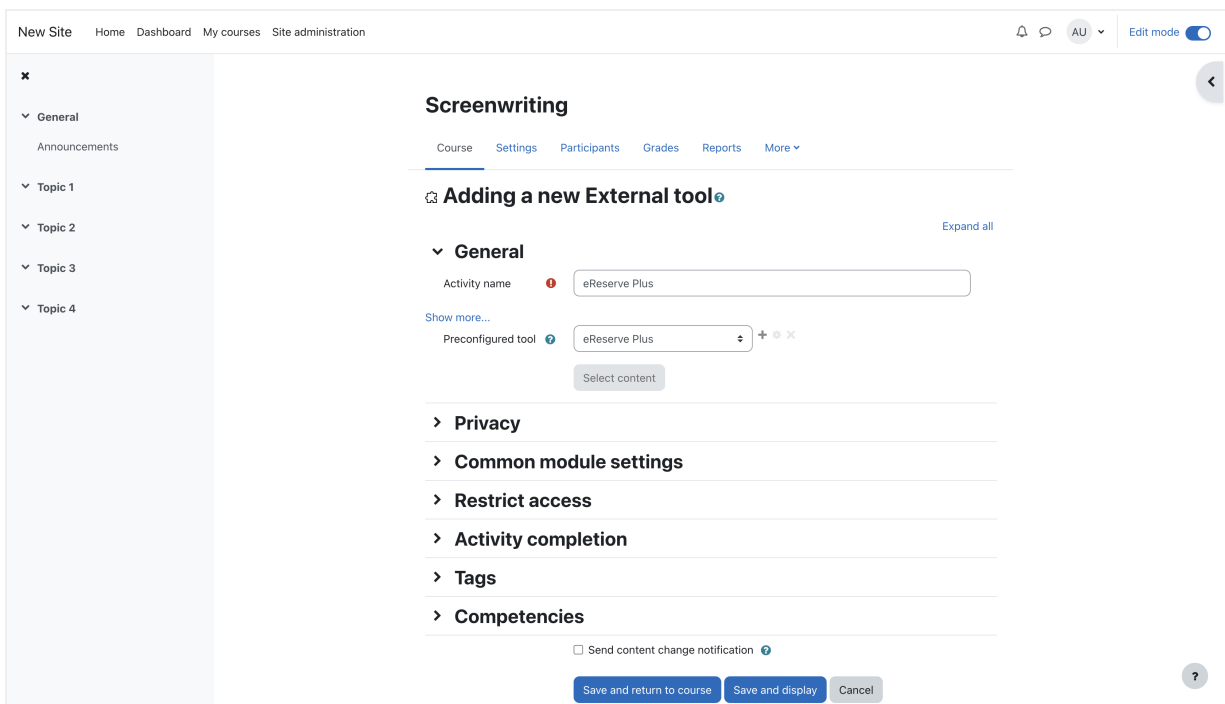 New Site Home Dashboard My courses Site administration AU Edit mode
General
Announcements
Topic 1
Topic 2
Topic 3
Topic 4
Screenwriting
Course Settings Participants Grades Reports More
Adding a new External tool
Expand all
General
Activity name eReserve Plus
Show more...
Preconfigured tool eReserve Plus
Select content
Privacy
Common module settings
Restrict access
Activity completion
Tags
Competencies
Send content change notification
Save and return to course Save and display Cancel
?